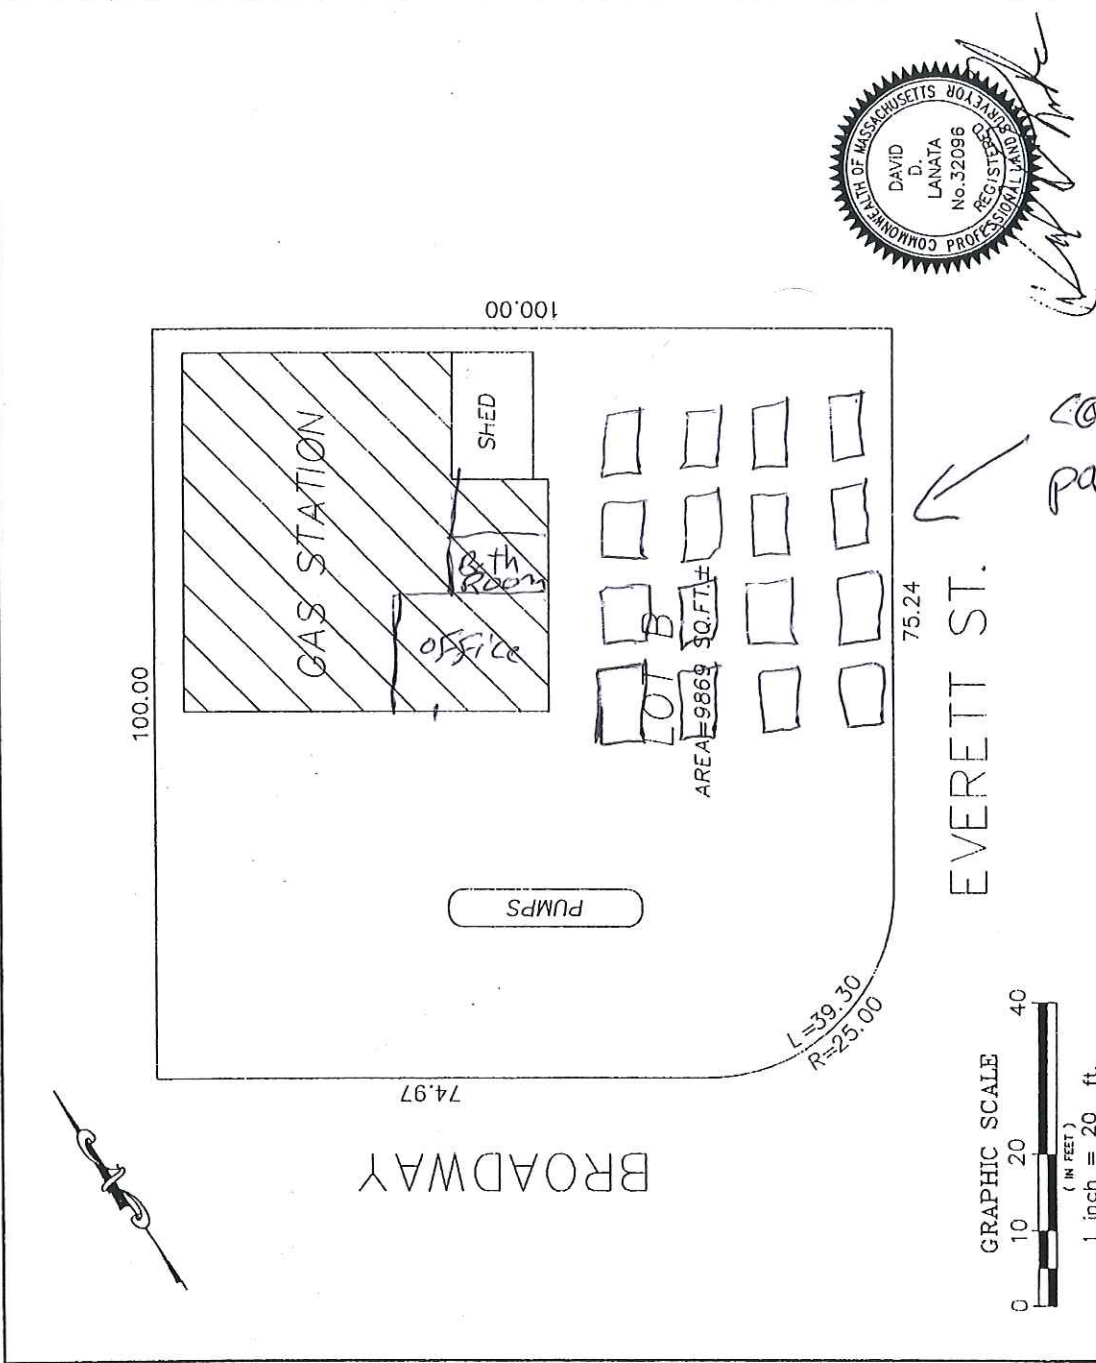 COMMONWEALTH OF MASSACHUSETTS
DAVID
D.
LANATA
No.32096
REGISTERED
PROFESSIONAL LAND SURVEYOR
100.00
100.00
GAS STATION
SHED
Bath
Room
office
LOT B
AREA=9869 SQ.FT.±
75.24
EVERETT ST.
PUMPS
L=39.30
R=25.00
74.97
BROADWAY
GRAPHIC SCALE
0 10 20 40
( IN FEET )
1 inch = 20 ft.